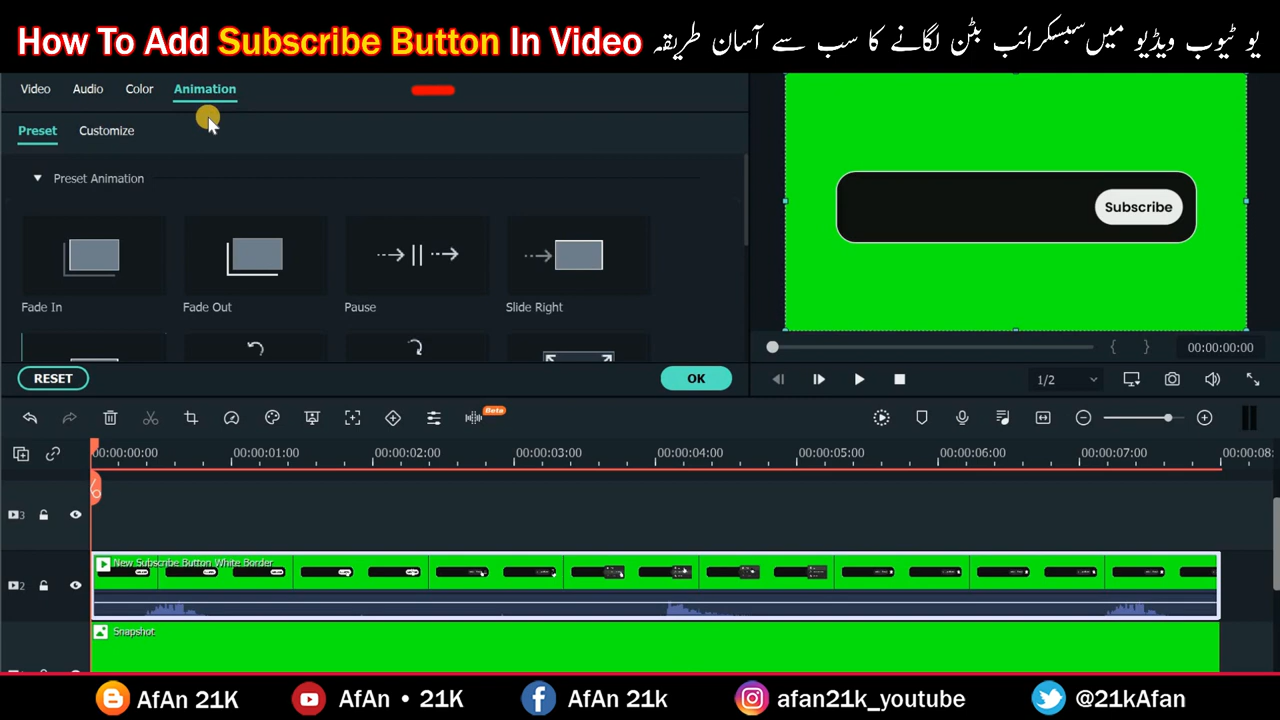 How To Add Subscribe Button In Video یو ٹیوب ویڈیو میں سبسکرائب بٹن لگانے کا سب سے آسان طریقہ
Video Audio Color Animation
Preset Customize
Preset Animation
Subscribe
Fade In Fade Out Pause Slide Right
00:00:00:00
RESET OK
1/2
Beta
00:00:00:00 00:00:01:00 00:00:02:00 00:00:03:00 00:00:04:00 00:00:05:00 00:00:06:00 00:00:07:00 00:00:08:
3
New Subscribe Button White Border
2
Snapshot
AfAn 21K AfAn • 21K AfAn 21k afan21k_youtube @21kAfan